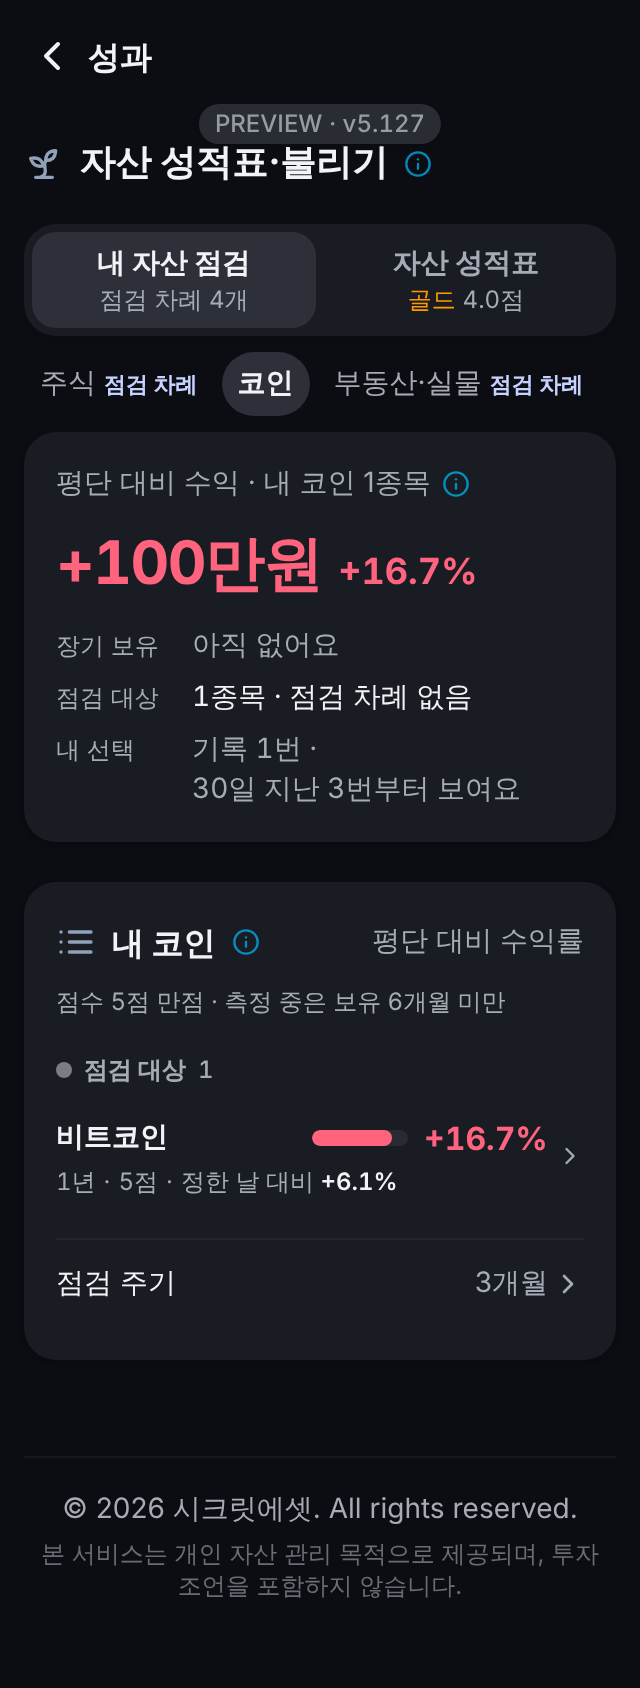 성과
PREVIEW · v5.127
자산 성적표·불리기
내 자산 점검
점검 차례 4개
자산 성적표
골드 4.0점
주식 점검 차례
코인
부동산·실물 점검 차례
평단 대비 수익 · 내 코인 1종목
+100만원 +16.7%
장기 보유 아직 없어요
점검 대상 1종목 · 점검 차례 없음
내 선택 기록 1번 ·
30일 지난 3번부터 보여요
내 코인 평단 대비 수익률
점수 5점 만점 · 측정 중은 보유 6개월 미만
점검 대상 1
비트코인 +16.7%
1년 · 5점 · 정한 날 대비 +6.1%
점검 주기 3개월
© 2026 시크릿에셋. All rights reserved.
본 서비스는 개인 자산 관리 목적으로 제공되며, 투자
조언을 포함하지 않습니다.